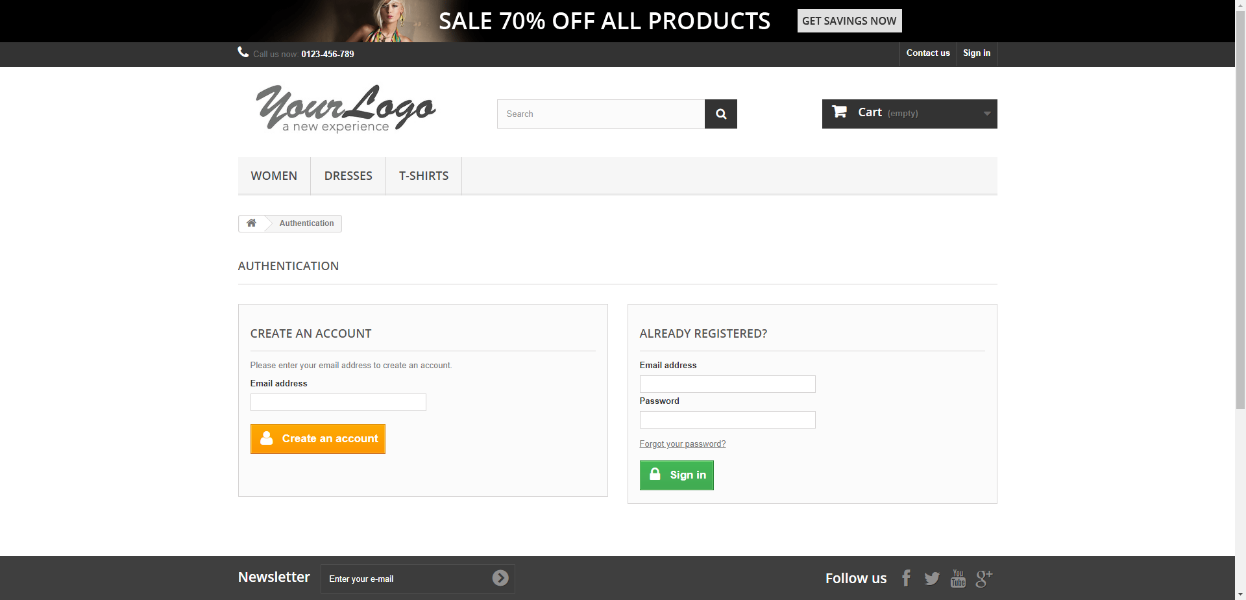 SALE 70% OFF ALL PRODUCTS GET SAVINGS NOW
Call us now: 0123-456-789 Contact us Sign in
YourLogo
a new experience
Search Cart (empty)
WOMEN DRESSES T-SHIRTS
Authentication
AUTHENTICATION
CREATE AN ACCOUNT
Please enter your email address to create an account.
Email address
Create an account
ALREADY REGISTERED?
Email address
Password
Forgot your password?
Sign in
Newsletter Enter your e-mail Follow us
You
Tube
g+